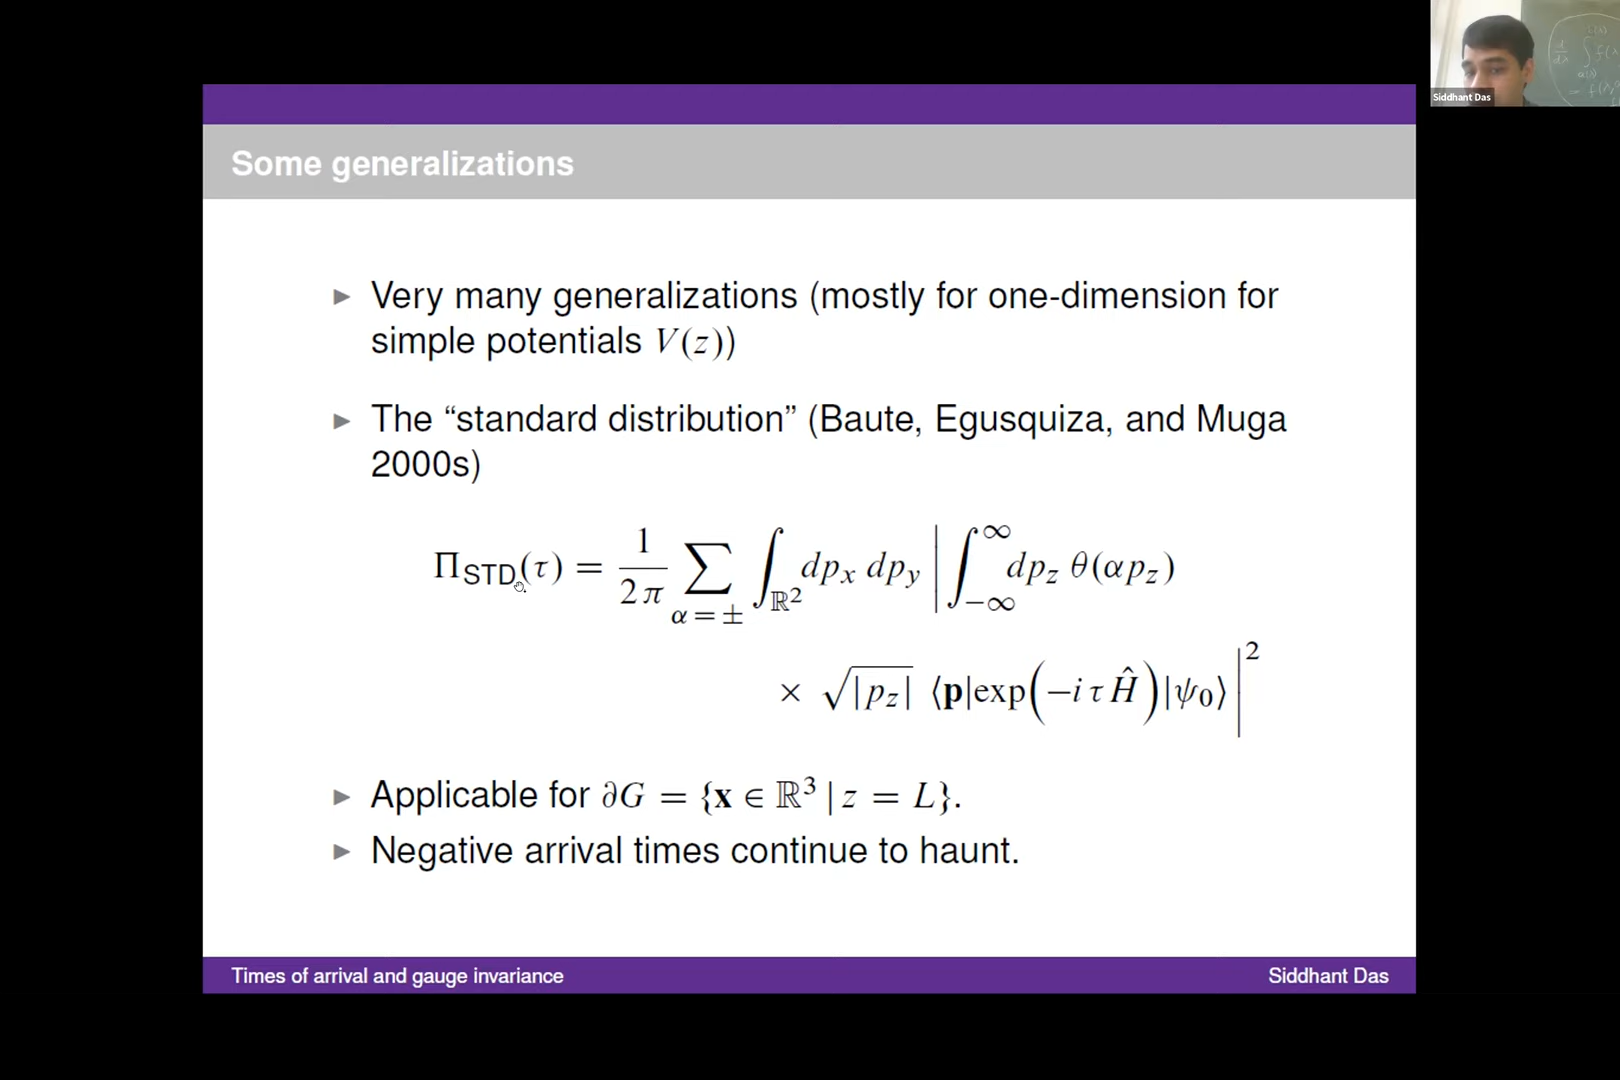 Some generalizations
► Very many generalizations (mostly for one-dimension for
simple potentials V(z))
► The “standard distribution” (Baute, Egusquiza, and Muga
2000s)
Π_STD(τ) = 1/2π ∑_{α=±} ∫_{ℝ²} dp_x dp_y | ∫_{−∞}^{∞} dp_z θ(αp_z)
× √|p_z| ⟨p|exp(−iτĤ)|ψ₀⟩|²
► Applicable for ∂G = {x ∈ ℝ³ | z = L}.
► Negative arrival times continue to haunt.
Times of arrival and gauge invariance
Siddhant Das
Siddhant Das